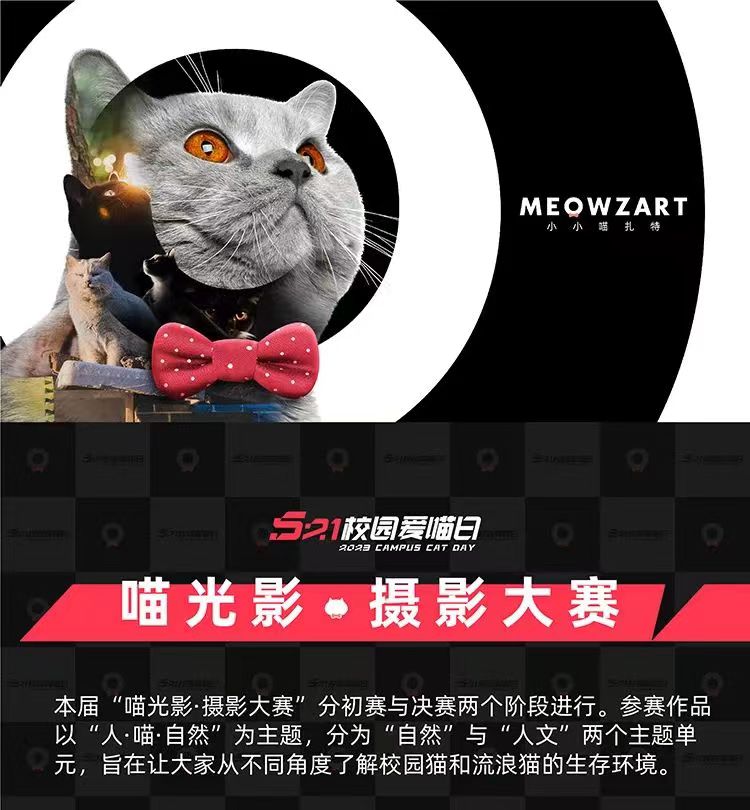 MEOWZART
小小喵扎特
5·21校园爱喵日
2023 CAMPUS CAT DAY
喵光影·摄影大赛
本届“喵光影·摄影大赛”分初赛与决赛两个阶段进行。参赛作品
以“人·喵·自然”为主题，分为“自然”与“人文”两个主题单
元，旨在让大家从不同角度了解校园猫和流浪猫的生存环境。